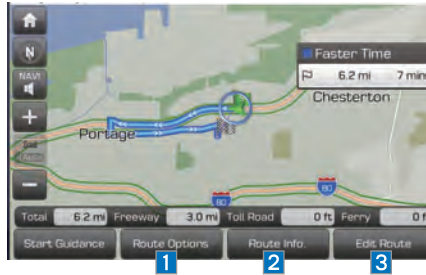 N
Faster Time
NAVI
6.2 mi 7 min
Chesterton
Portage
Auto
80
80
Total 6.2 mi Freeway 3.0 mi Toll Road 0 ft Ferry 0 f
Start Guidance Route Options Route Info. Edit Route
1 2 3